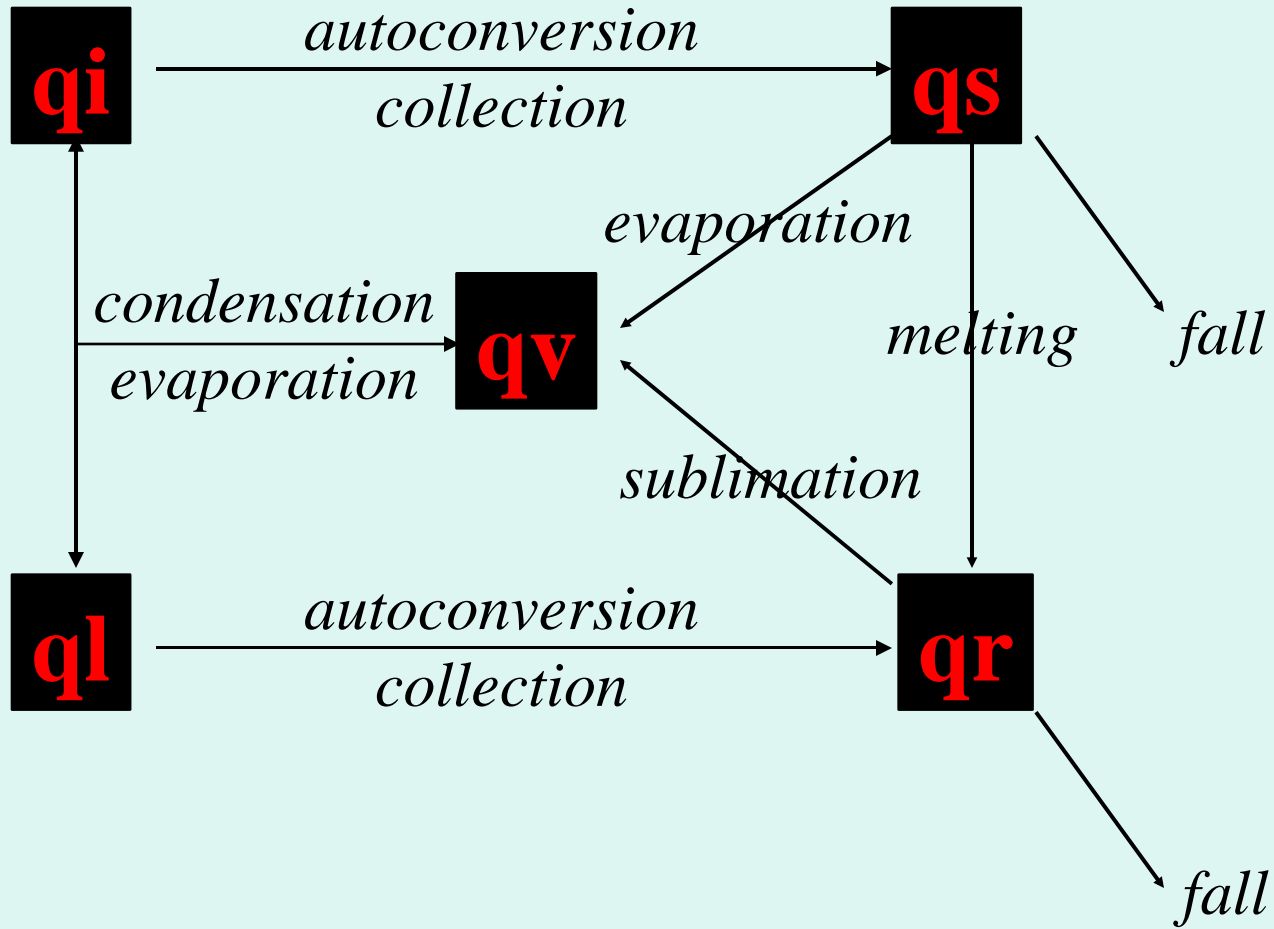 autoconversion
qi
qs
collection
evaporation
condensation
qv
melting
fall
evaporation
sublimation
autoconversion
ql
qr
collection
fall